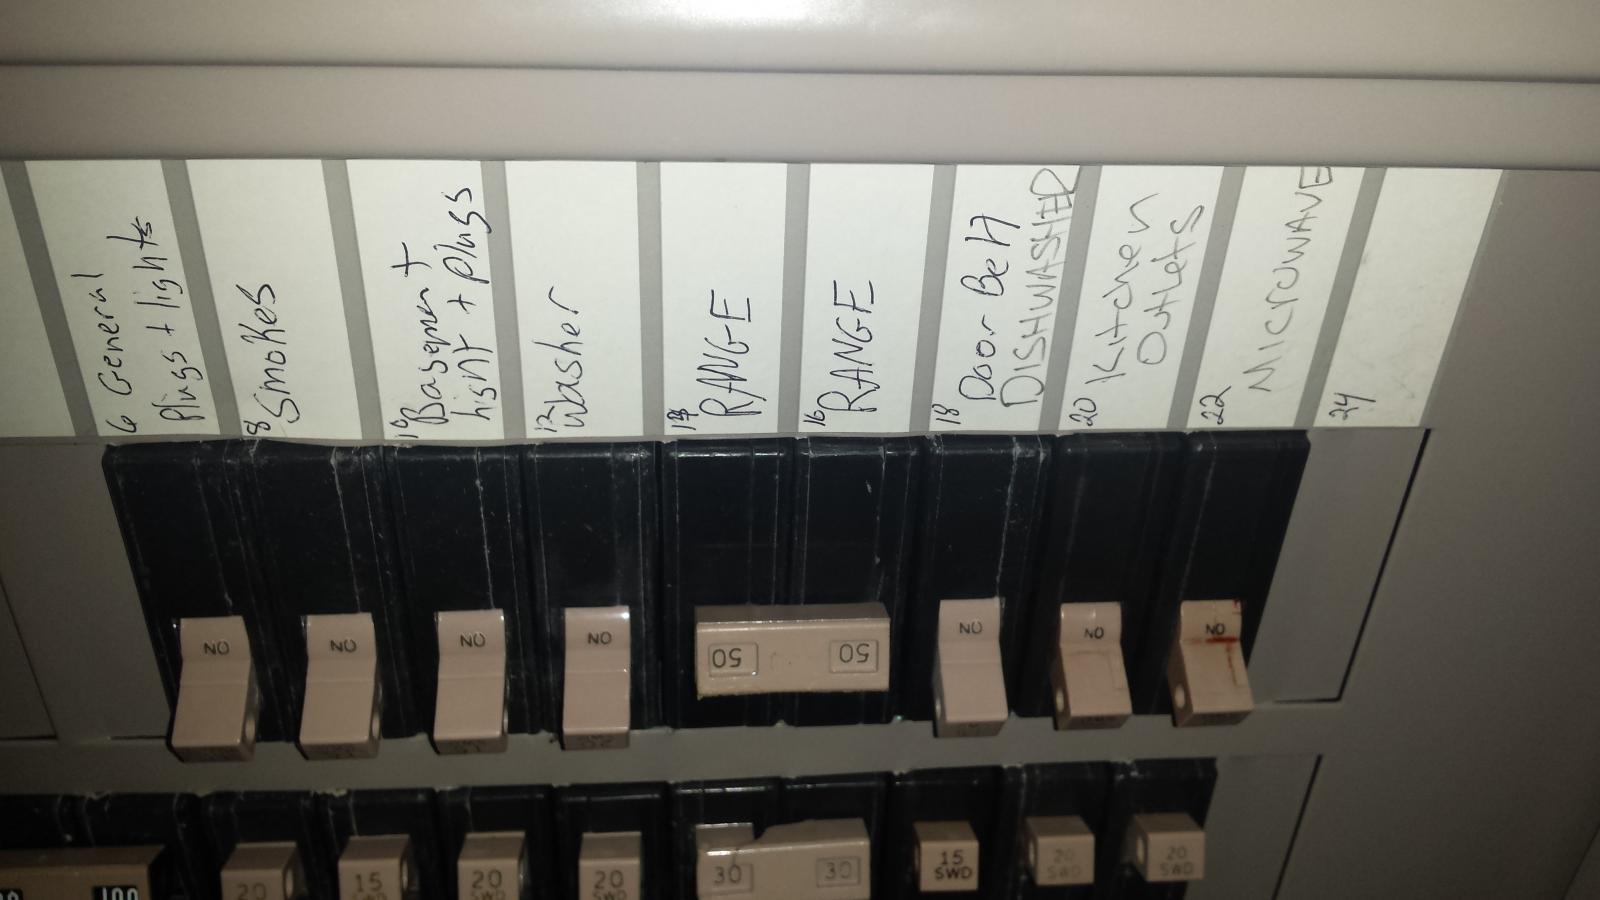 6 General
Plugs + lights
8 Smokes
10 Basement
light + plugs
12 Washer
14 RANGE
16 RANGE
18 Door Bell
DISHWASHER
20 Kitchen
Outlets
22 MICROWAVE
24
ON
ON
ON
ON
50
50
ON
ON
ON
100
20
15
SWD
20
SWD
20
SWD
30
30
15
SWD
20
SWD
20
SWD